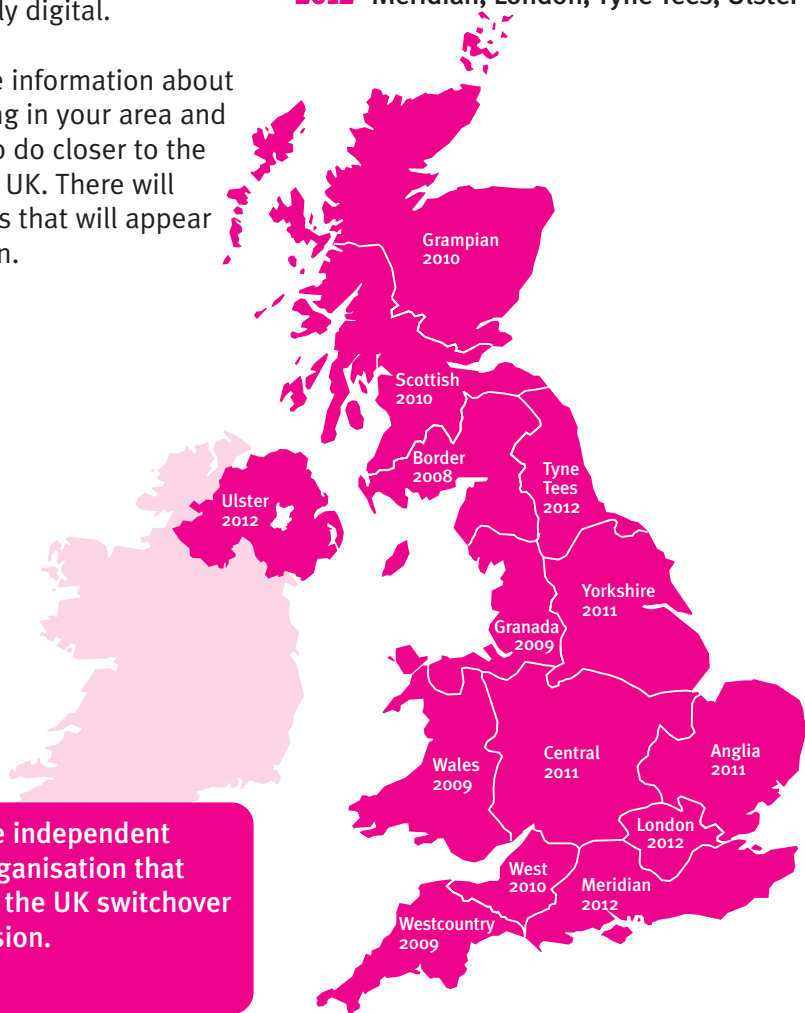 ly digital.
2012 Meridian, London, Tyne Tees, Ulster
e information about
ng in your area and
o do closer to the
UK. There will
s that will appear
n.
Grampian
2010
Scottish
2010
Border
2008
Tyne
Tees
2012
Ulster
2012
Yorkshire
2011
Granada
2009
Wales
2009
Central
2011
Anglia
2011
London
2012
West
2010
Meridian
2012
Westcountry
2009
e independent
rganisation that
the UK switchover
sion.